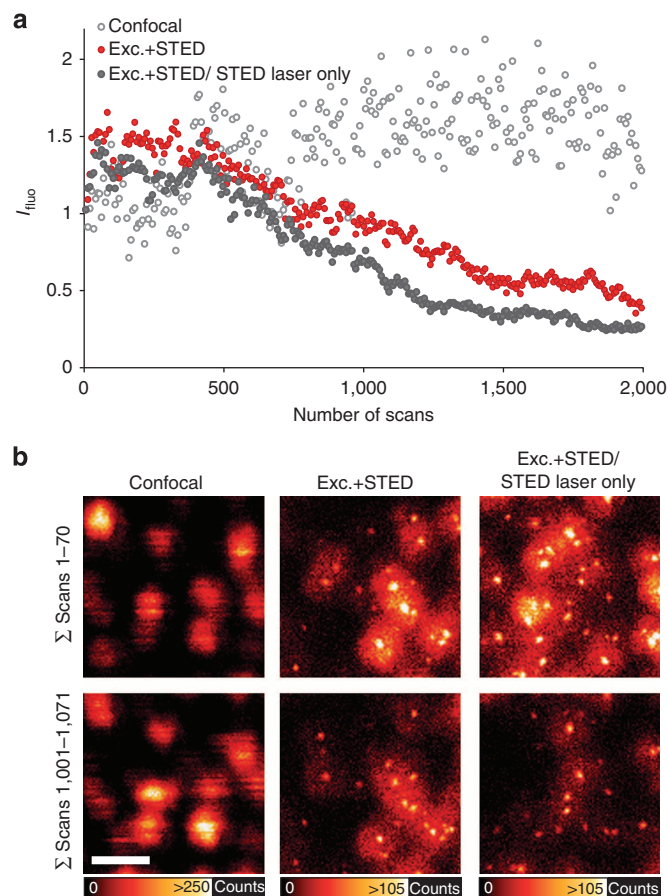 a
Confocal
Exc.+STED
Exc.+STED/ STED laser only
2
1.5
1
0.5
0
I fluo
0
500
1,000
1,500
2,000
Number of scans
b
Confocal
Exc.+STED
Exc.+STED/
STED laser only
∑ Scans 1–70
∑ Scans 1,001–1,071
0 >250 Counts
0 >105 Counts
0 >105 Counts